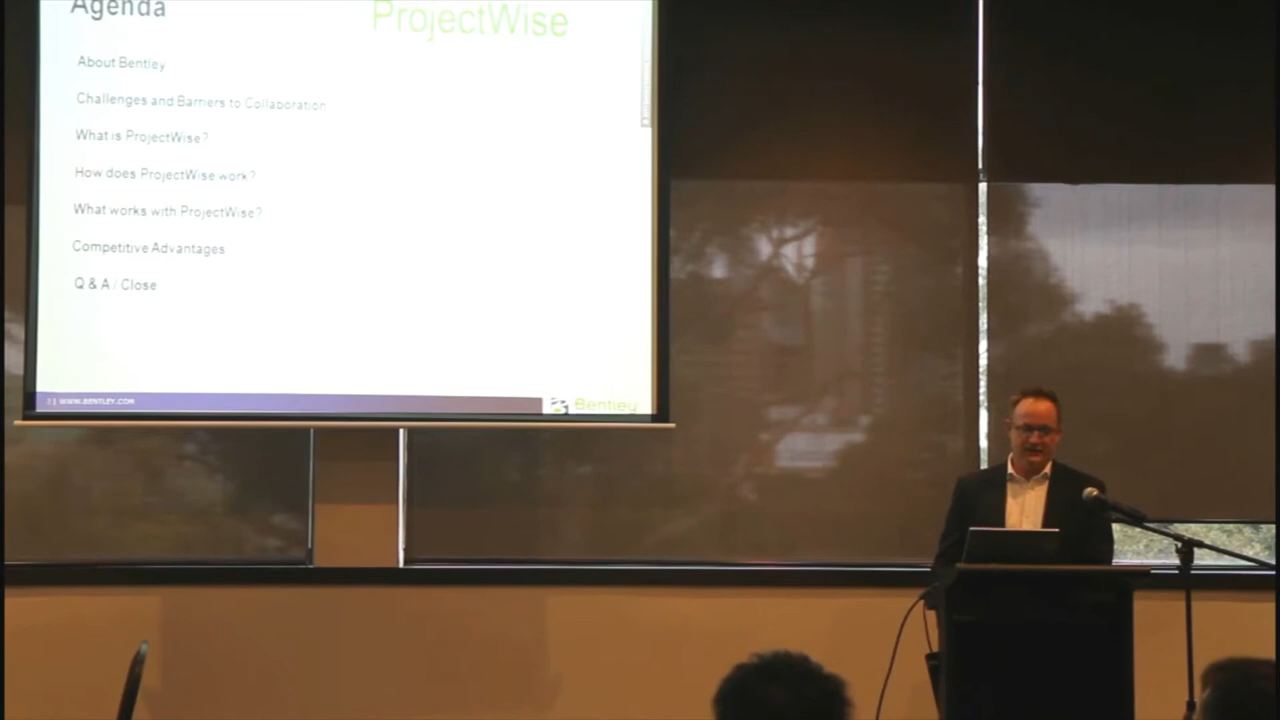 Agenda
ProjectWise
About Bentley
Challenges and Barriers to Collaboration
What is ProjectWise?
How does ProjectWise work?
What works with ProjectWise?
Competitive Advantages
Q & A / Close
WWW.BENTLEY.COM
Bentley